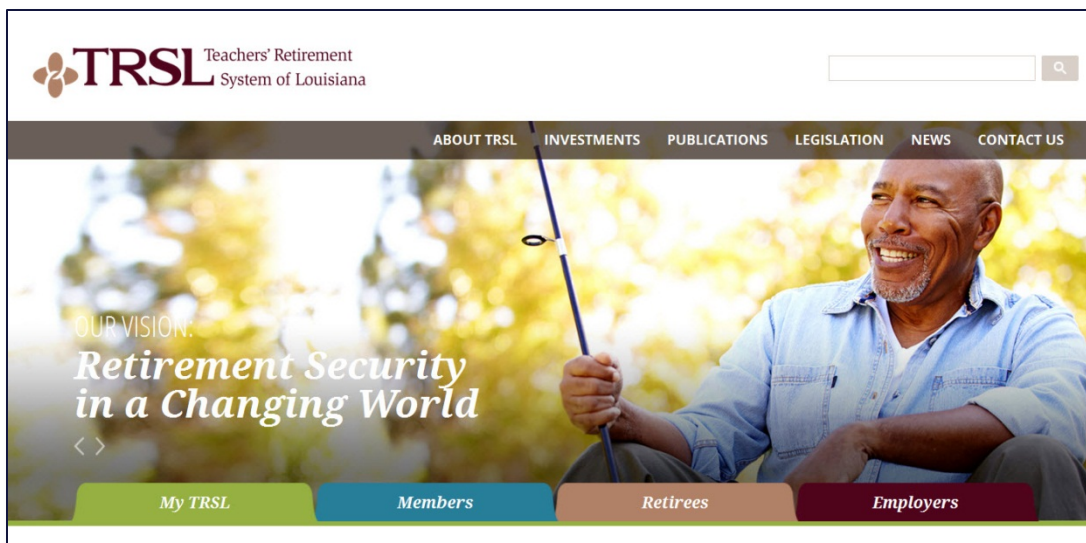 TRSL Teachers' Retirement
System of Louisiana
ABOUT TRSL INVESTMENTS PUBLICATIONS LEGISLATION NEWS CONTACT US
OUR VISION:
Retirement Security
in a Changing World
My TRSL Members Retirees Employers